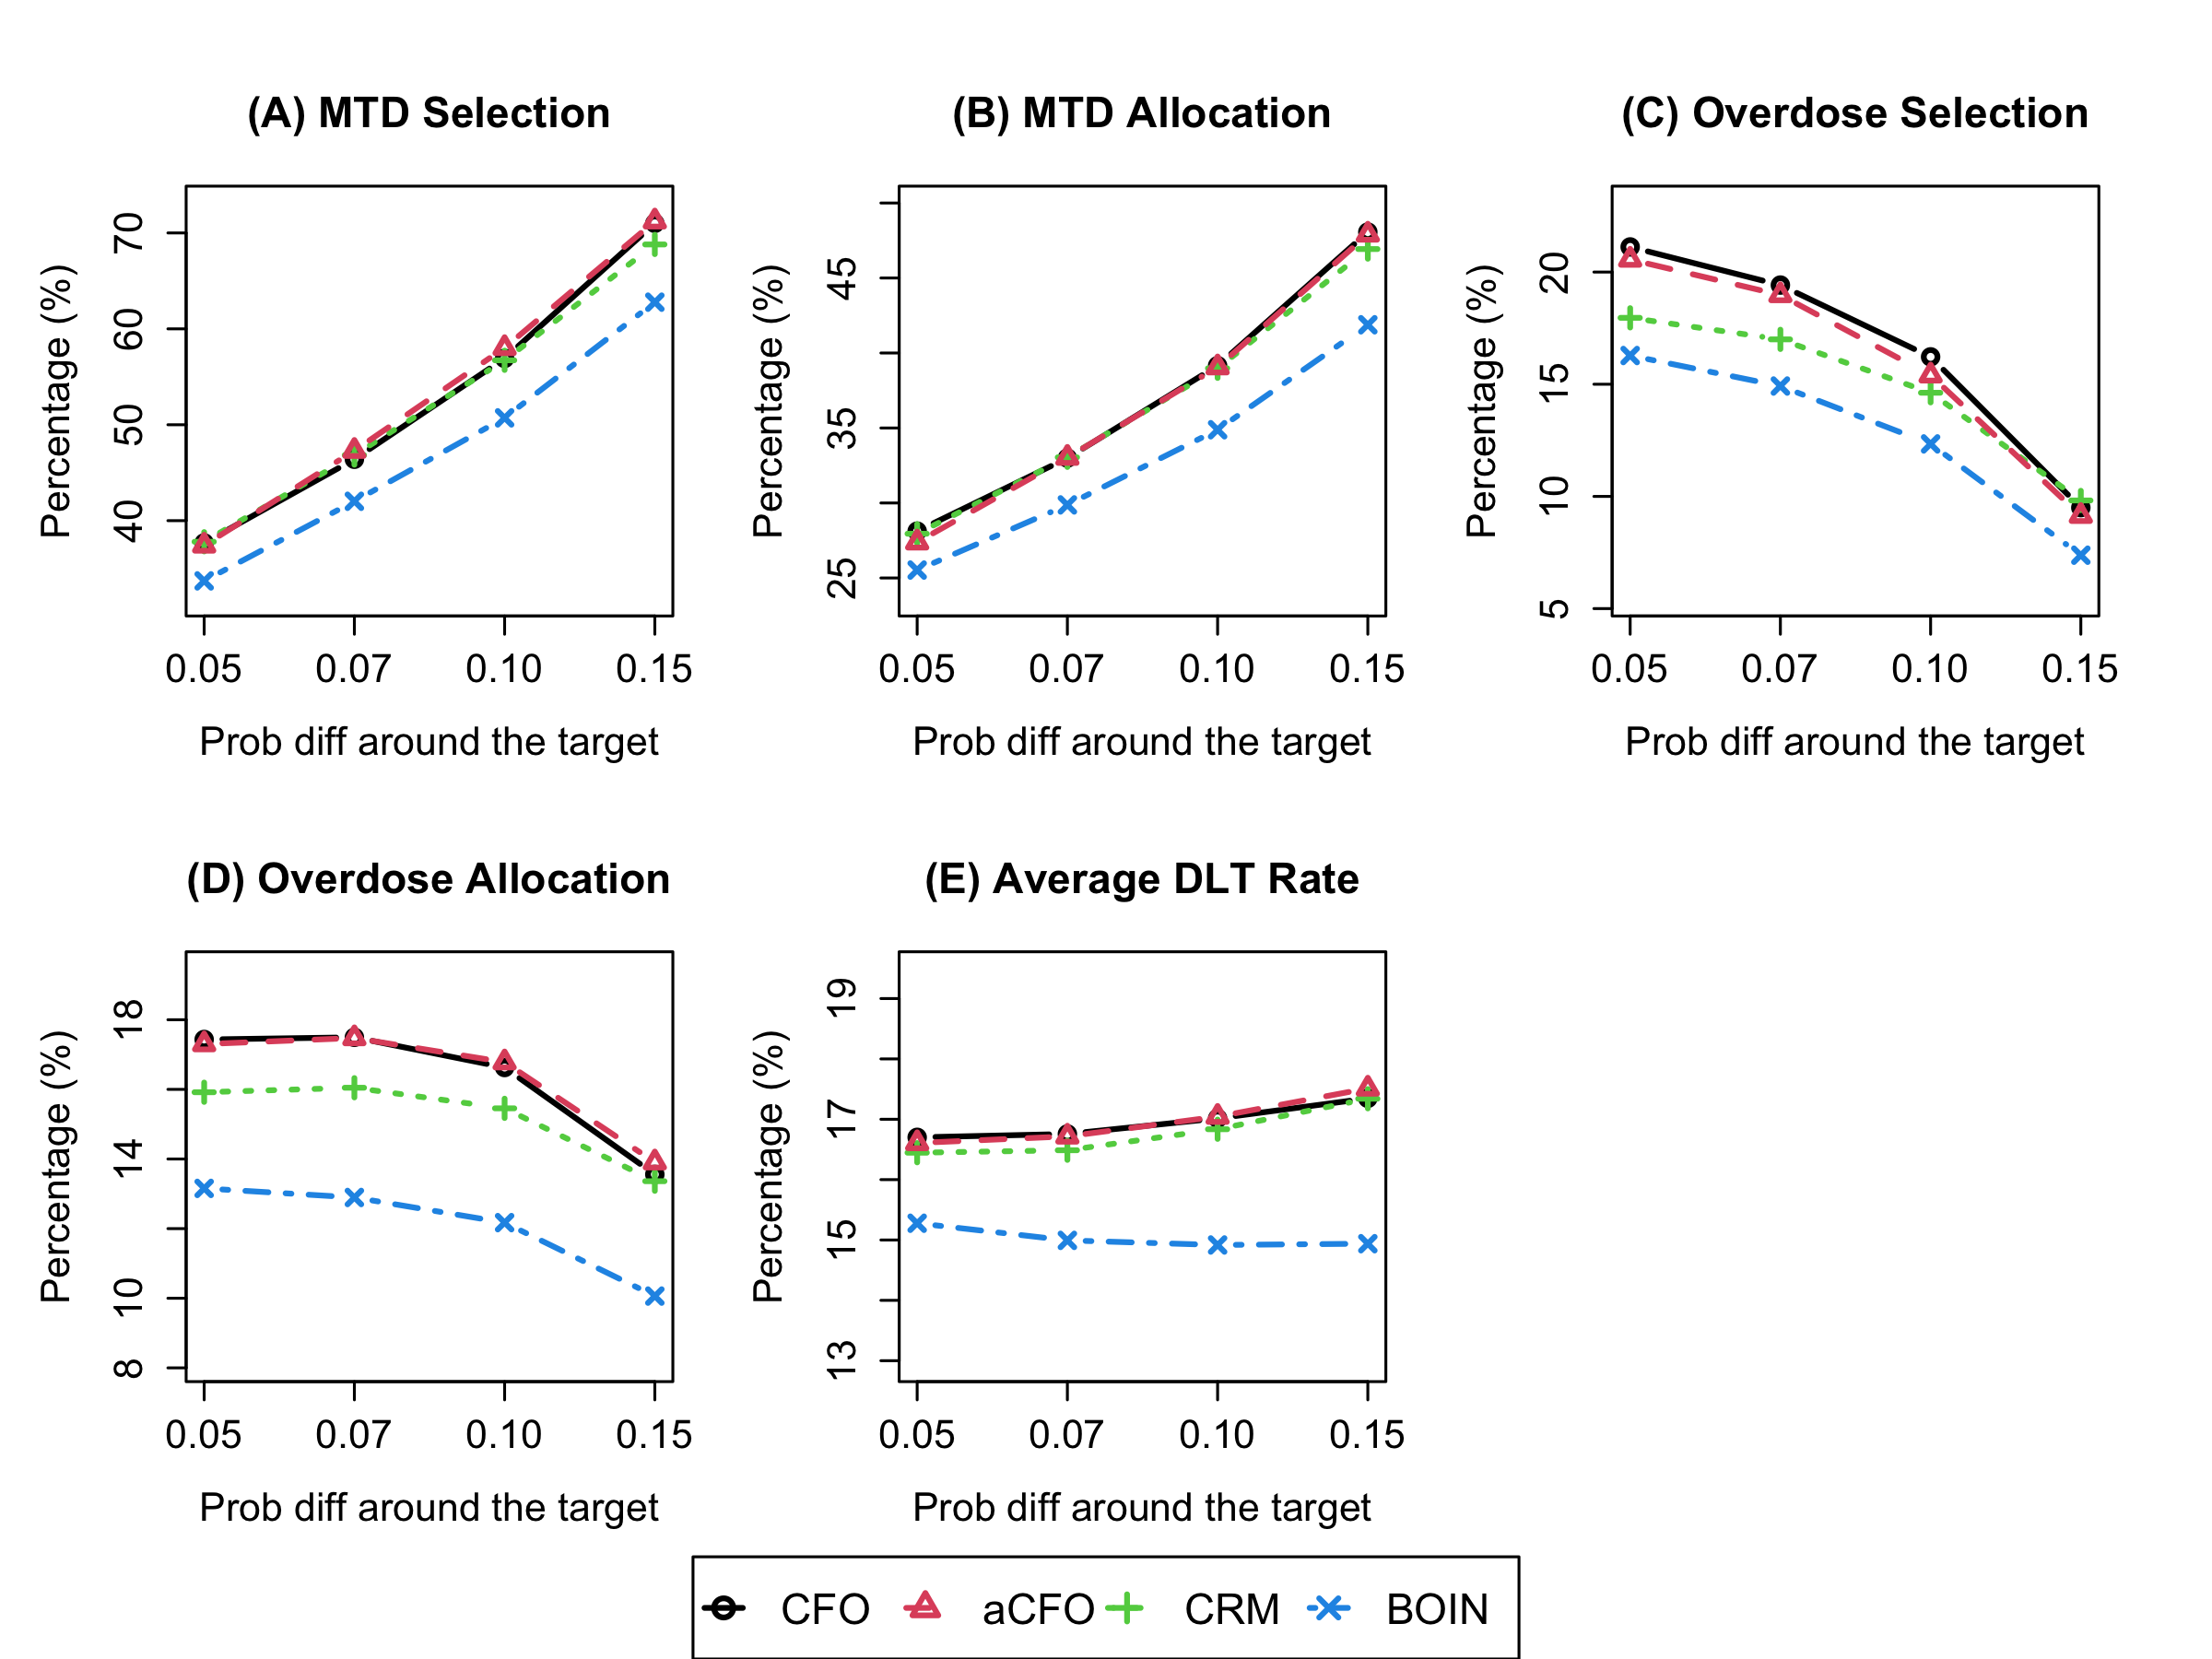 (A) MTD Selection
Percentage (%)
40 50 60 70
0.05 0.07 0.10 0.15
Prob diff around the target
(B) MTD Allocation
Percentage (%)
25 35 45
0.05 0.07 0.10 0.15
Prob diff around the target
(C) Overdose Selection
Percentage (%)
5 10 15 20
0.05 0.07 0.10 0.15
Prob diff around the target
(D) Overdose Allocation
Percentage (%)
8 10 14 18
0.05 0.07 0.10 0.15
Prob diff around the target
(E) Average DLT Rate
Percentage (%)
13 15 17 19
0.05 0.07 0.10 0.15
Prob diff around the target
CFO aCFO CRM BOIN